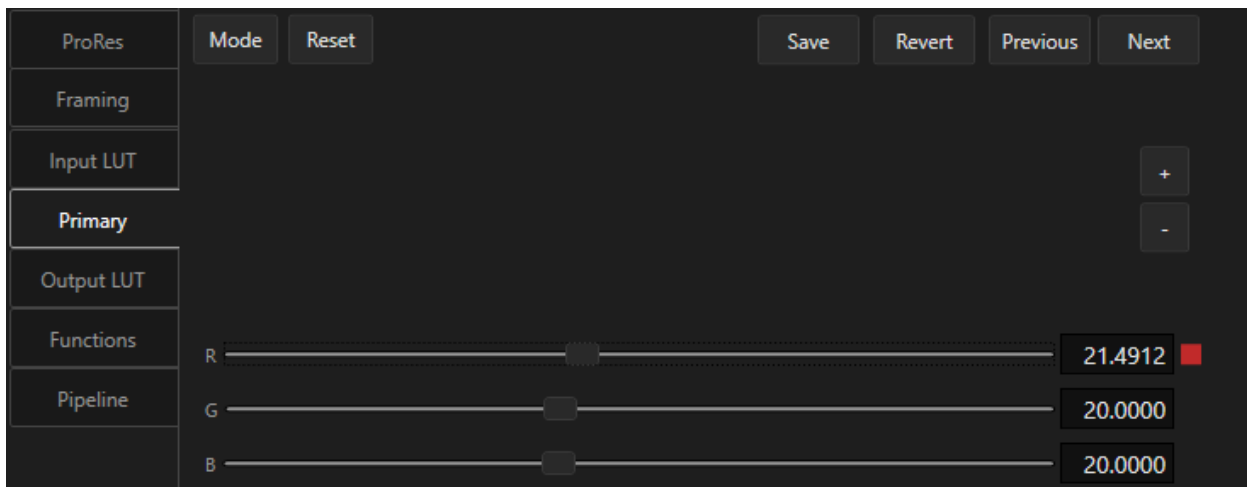 ProRes
Mode Reset Save Revert Previous Next
Framing
Input LUT
+
Primary
-
Output LUT
Functions
R 21.4912
Pipeline
G 20.0000
B 20.0000